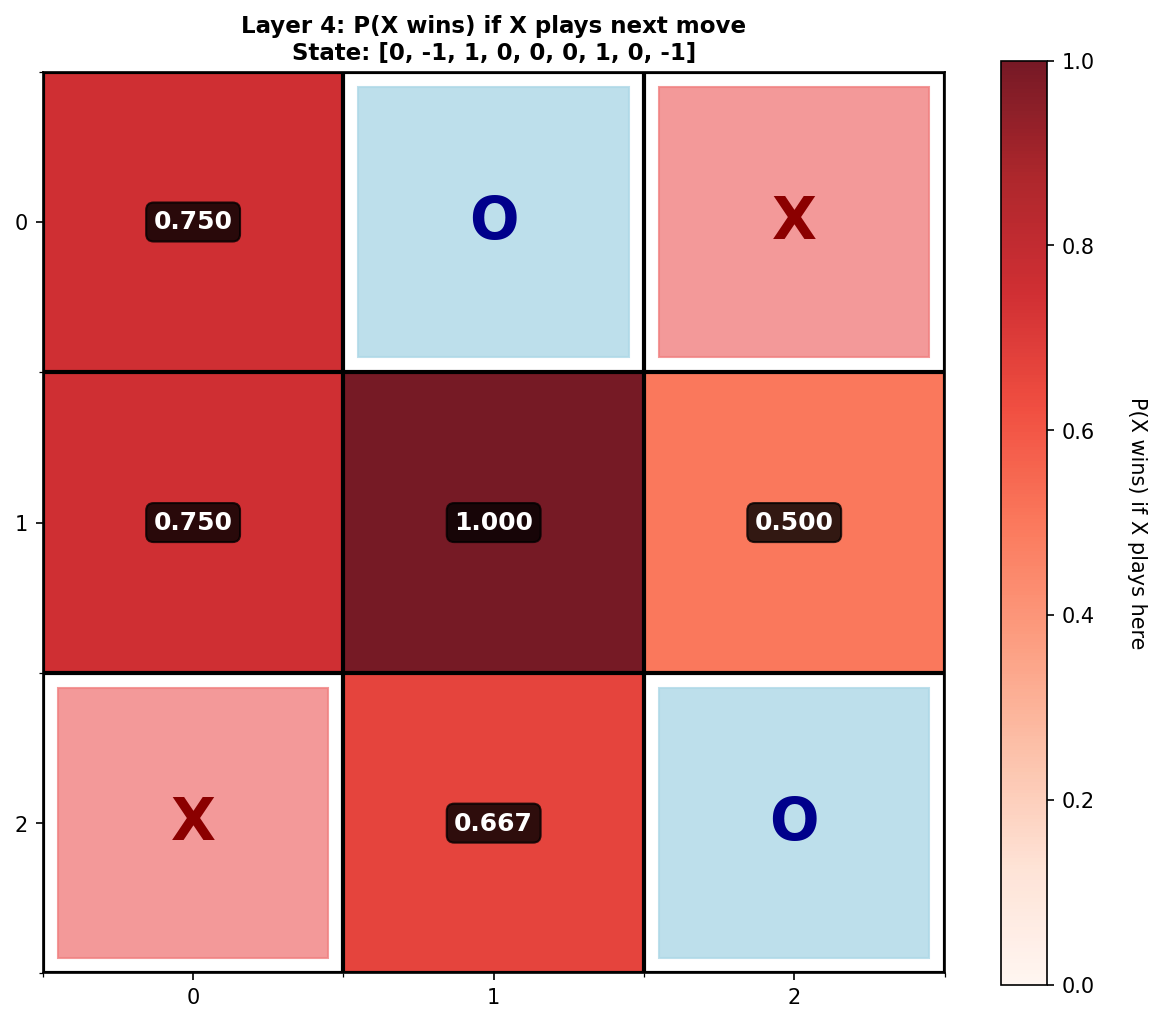 Layer 4: P(X wins) if X plays next move
State: [0, -1, 1, 0, 0, 0, 1, 0, -1]
0
0.750
O
X
1
0.750
1.000
0.500
2
X
0.667
O
0
1
2
1.0
0.8
0.6
0.4
0.2
0.0
P(X wins) if X plays here